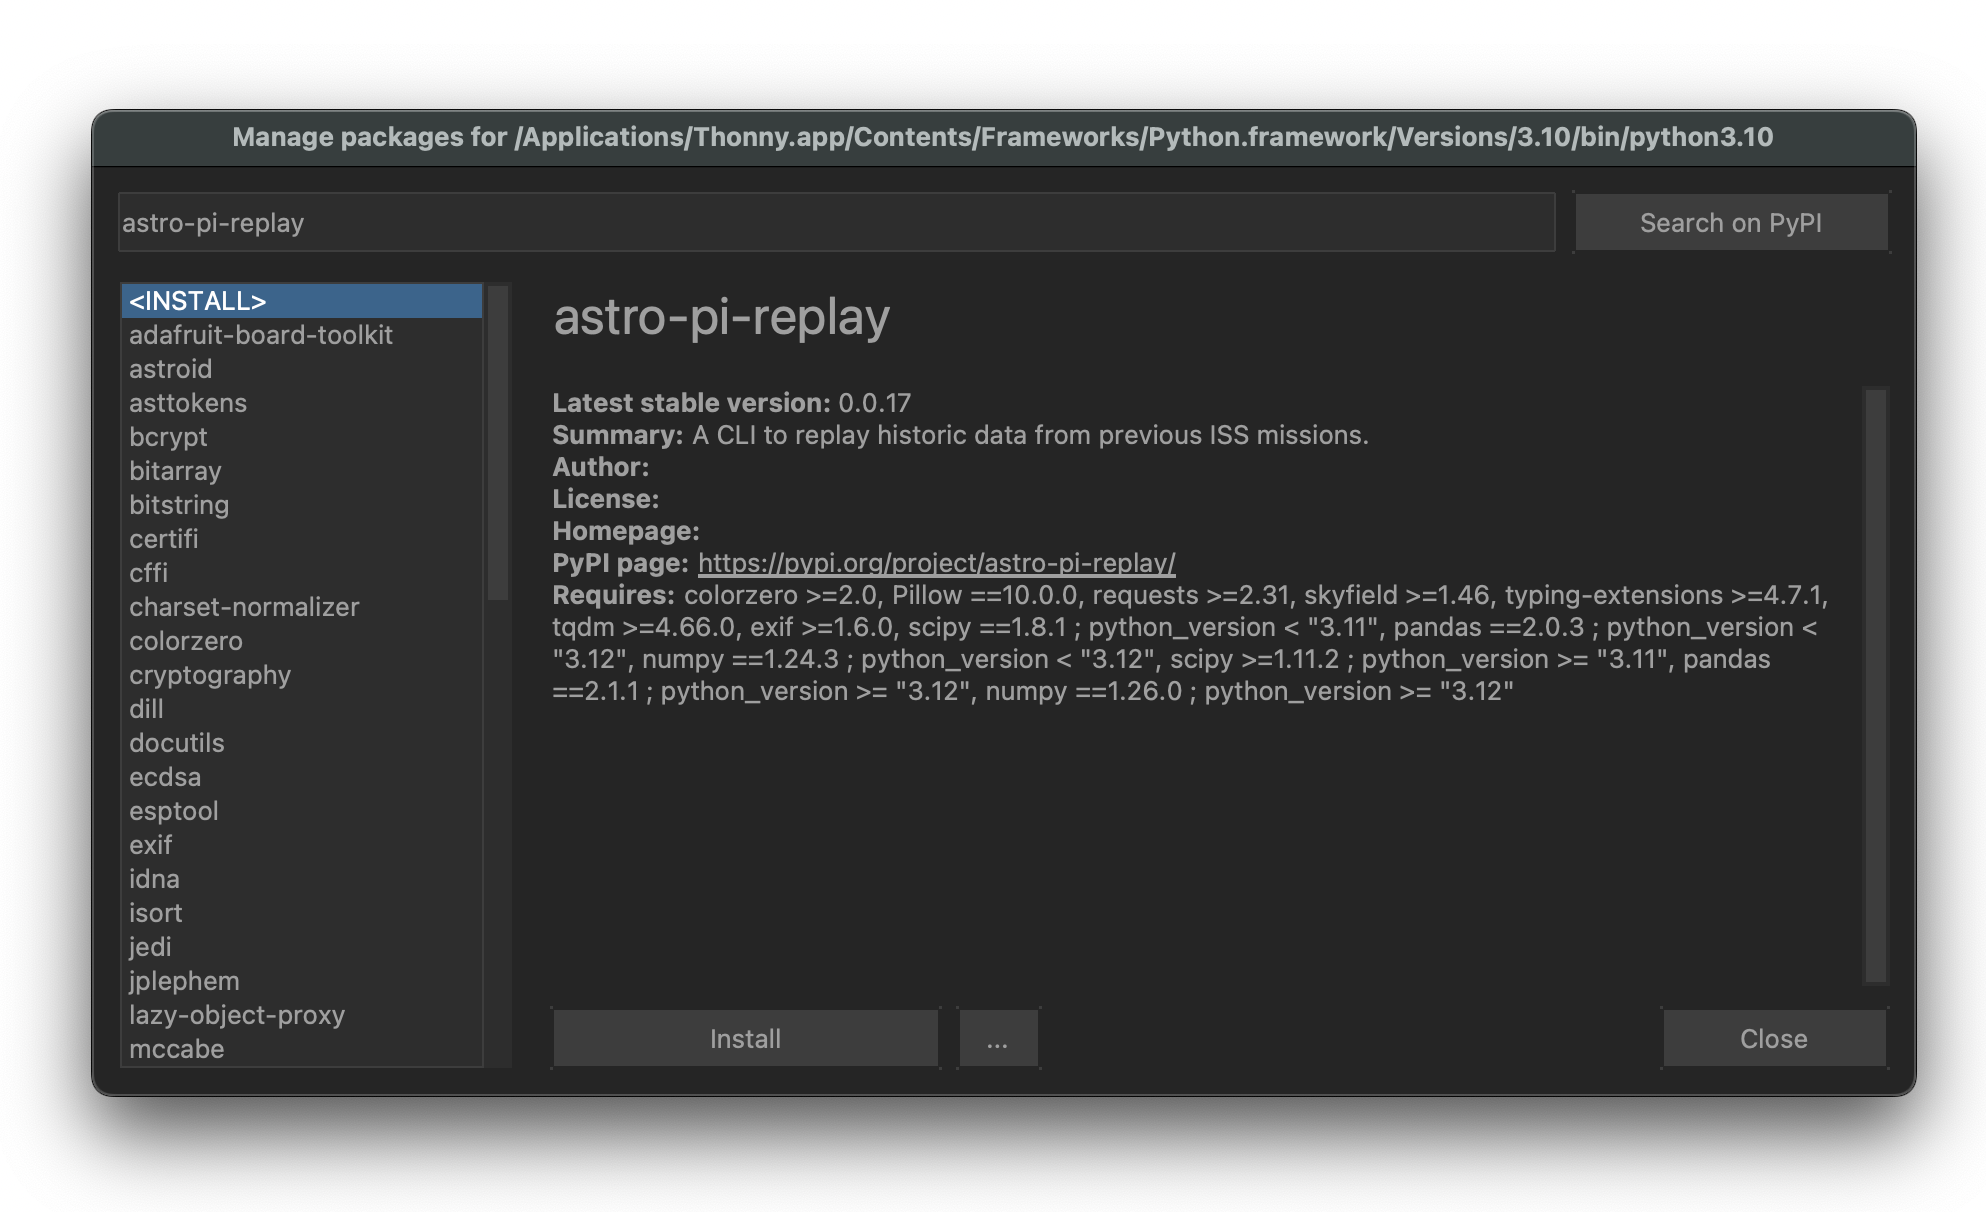 Manage packages for /Applications/Thonny.app/Contents/Frameworks/Python.framework/Versions/3.10/bin/python3.10
astro-pi-replay
Search on PyPI
<INSTALL>
adafruit-board-toolkit
astroid
asttokens
bcrypt
bitarray
bitstring
certifi
cffi
charset-normalizer
colorzero
cryptography
dill
docutils
ecdsa
esptool
exif
idna
isort
jedi
jplephem
lazy-object-proxy
mccabe
astro-pi-replay
Latest stable version: 0.0.17
Summary: A CLI to replay historic data from previous ISS missions.
Author:
License:
Homepage:
PyPI page: https://pypi.org/project/astro-pi-replay/
Requires: colorzero >=2.0, Pillow ==10.0.0, requests >=2.31, skyfield >=1.46, typing-extensions >=4.7.1,
tqdm >=4.66.0, exif >=1.6.0, scipy ==1.8.1 ; python_version < "3.11", pandas ==2.0.3 ; python_version <
"3.12", numpy ==1.24.3 ; python_version < "3.12", scipy >=1.11.2 ; python_version >= "3.11", pandas
==2.1.1 ; python_version >= "3.12", numpy ==1.26.0 ; python_version >= "3.12"
Install
...
Close